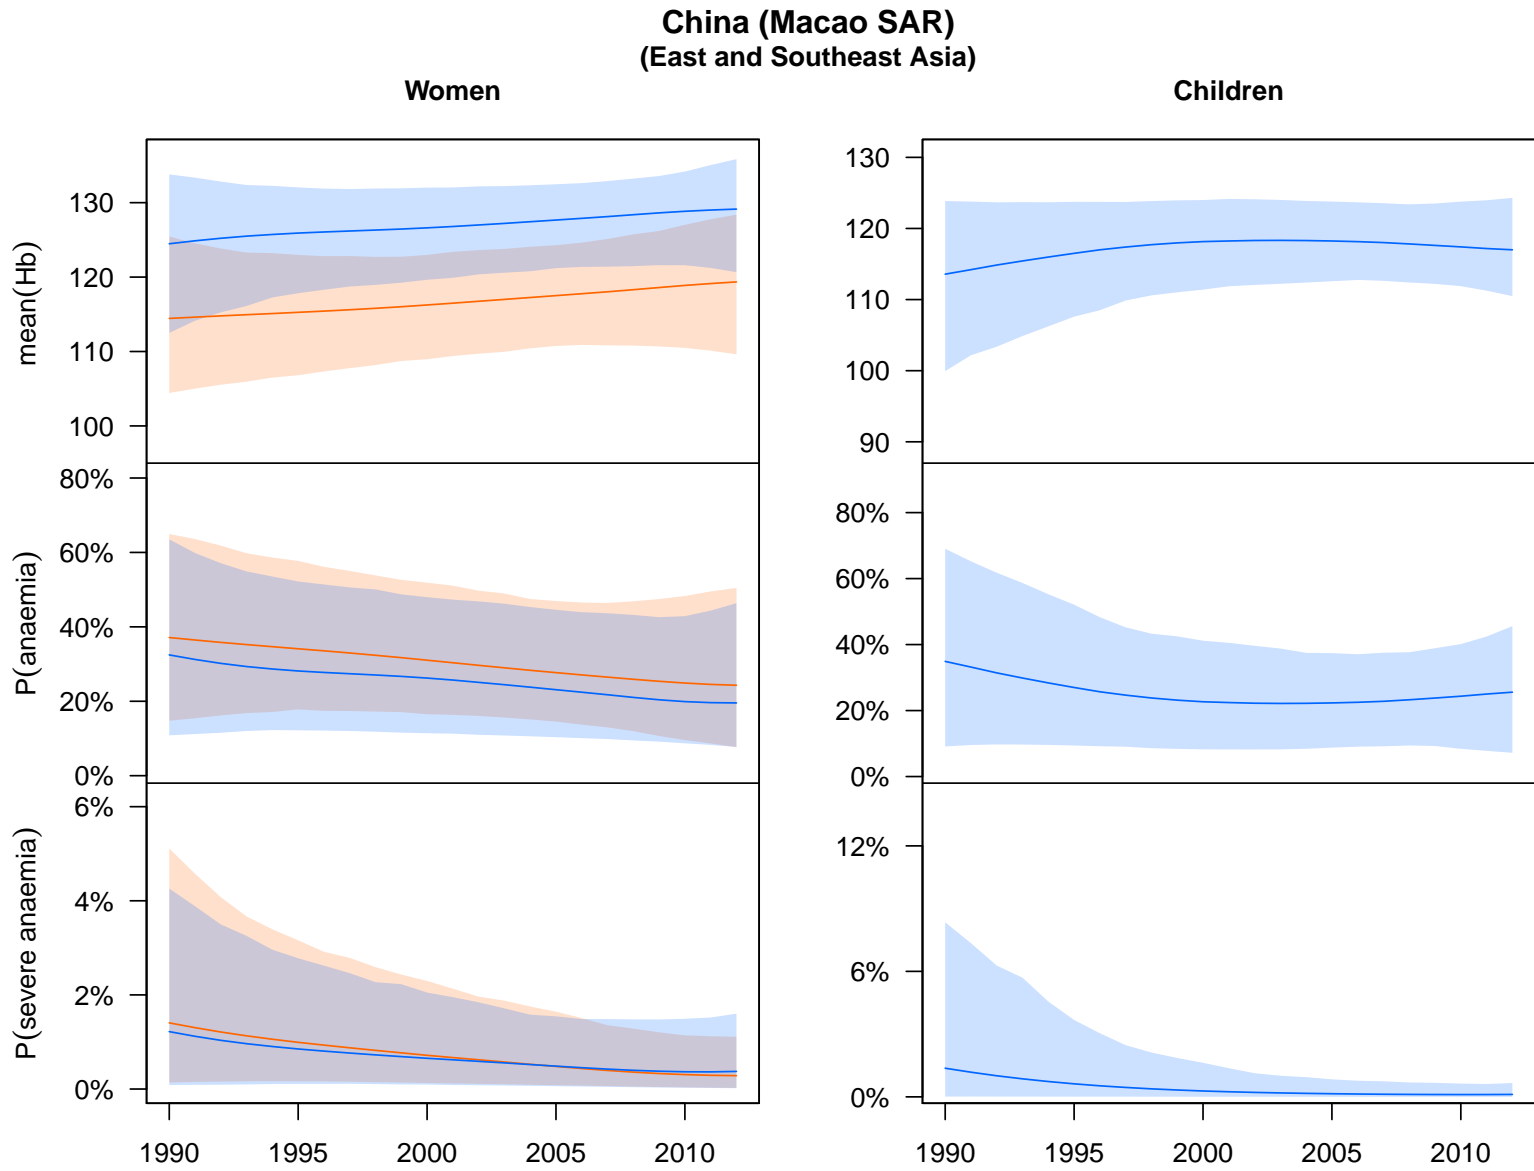 China (Macao SAR)
(East and Southeast Asia)
Women
Children
mean(Hb)
130
120
110
100
130
120
110
100
90
P(anaemia)
80%
60%
40%
20%
0%
80%
60%
40%
20%
0%
P(severe anaemia)
6%
4%
2%
0%
12%
6%
0%
1990 1995 2000 2005 2010
1990 1995 2000 2005 2010